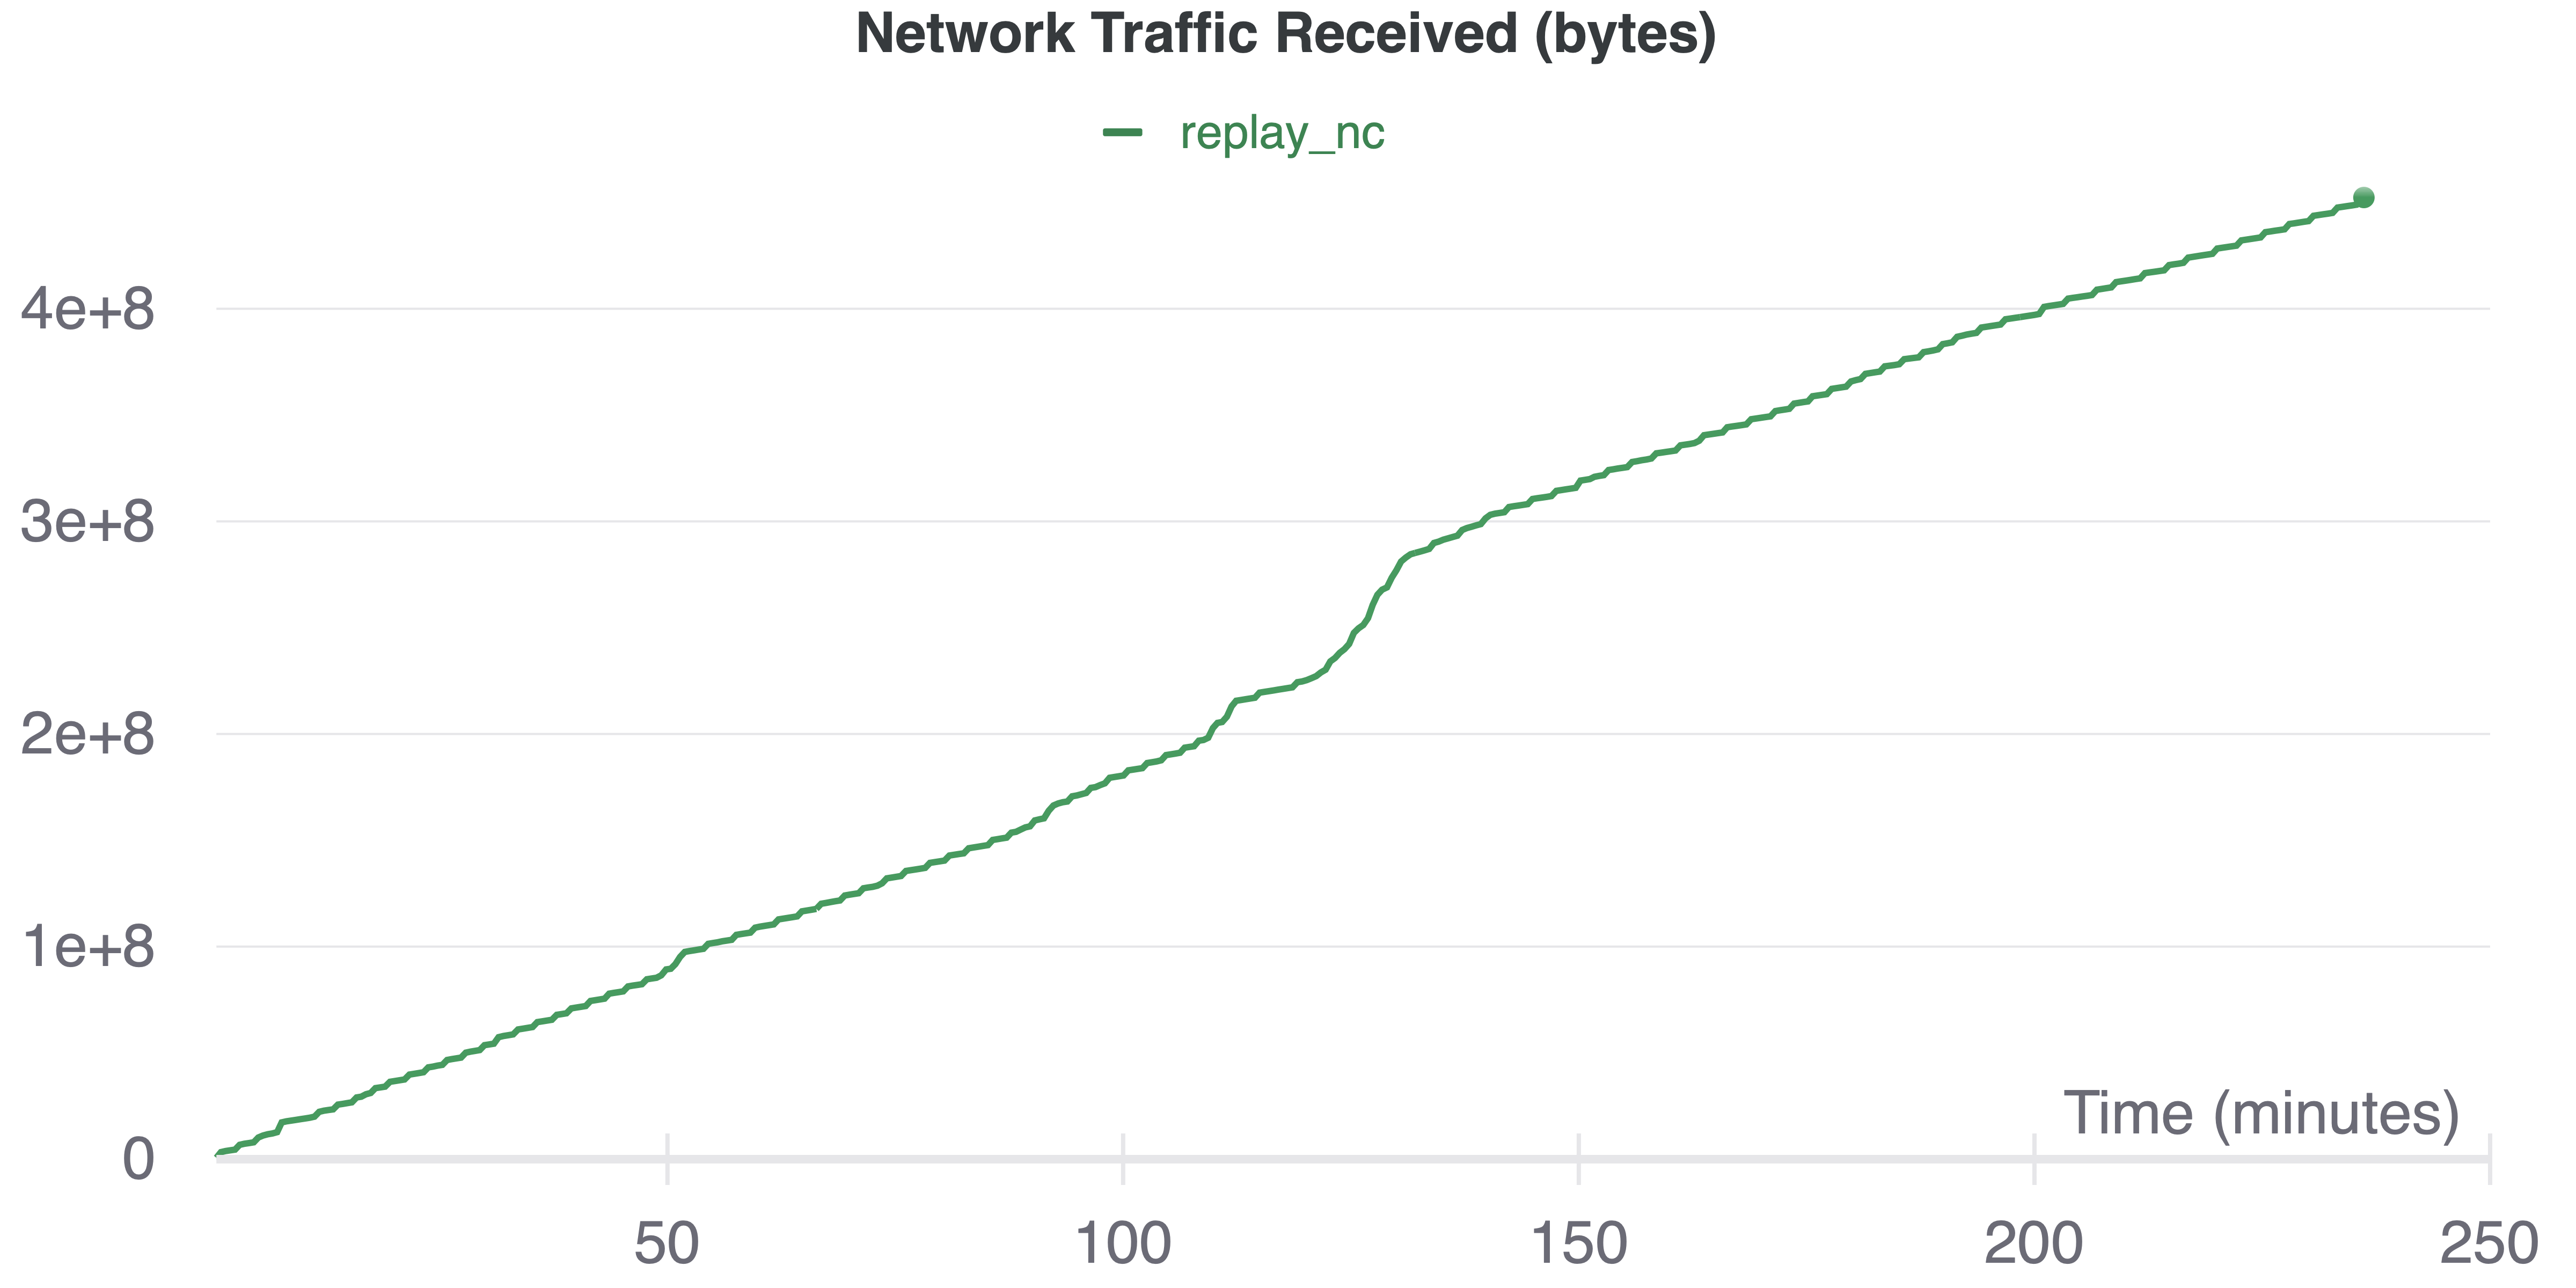 Network Traffic Received (bytes)
replay_nc
4e+8
3e+8
2e+8
1e+8
0
Time (minutes)
50 100 150 200 250